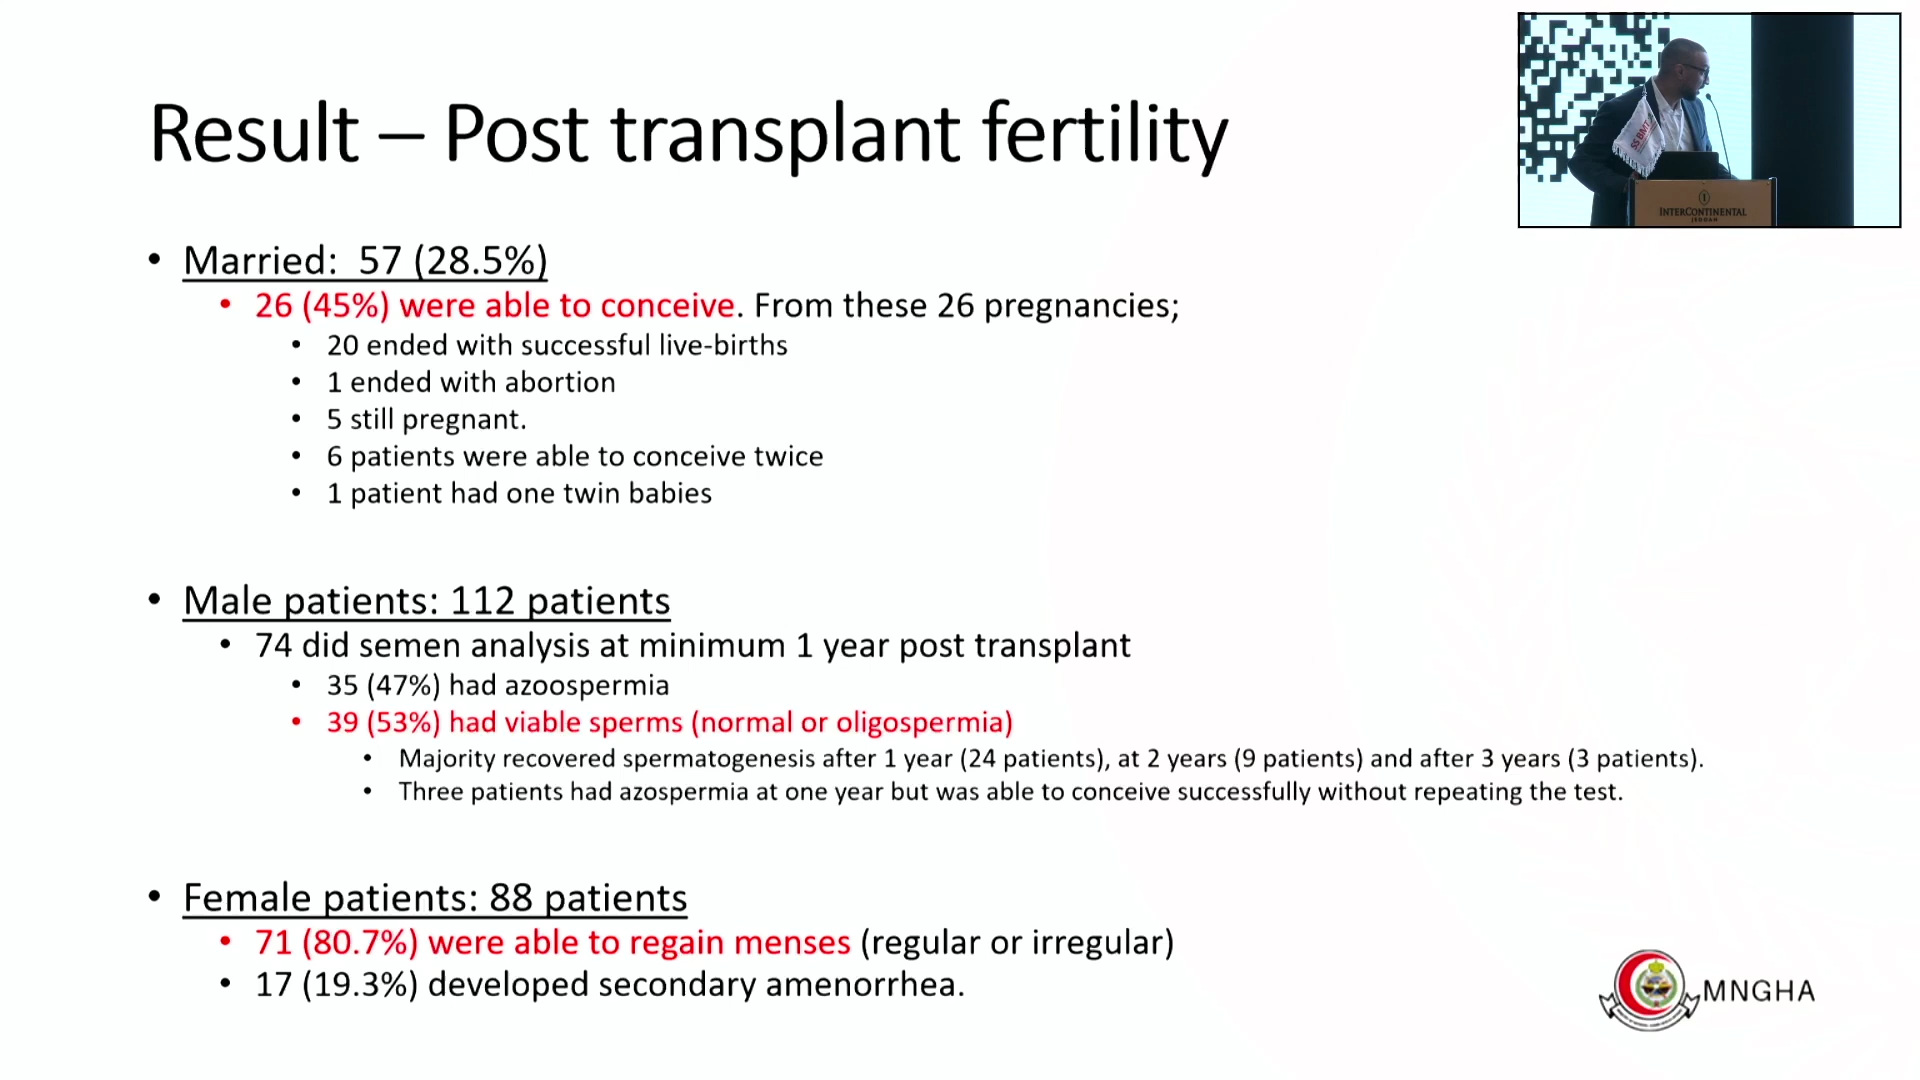 Result – Post transplant fertility
SS BMT
INTERCONTINENTAL
JEDDAH
• Married: 57 (28.5%)
• 26 (45%) were able to conceive. From these 26 pregnancies;
• 20 ended with successful live-births
• 1 ended with abortion
• 5 still pregnant.
• 6 patients were able to conceive twice
• 1 patient had one twin babies
• Male patients: 112 patients
• 74 did semen analysis at minimum 1 year post transplant
• 35 (47%) had azoospermia
• 39 (53%) had viable sperms (normal or oligospermia)
• Majority recovered spermatogenesis after 1 year (24 patients), at 2 years (9 patients) and after 3 years (3 patients).
• Three patients had azospermia at one year but was able to conceive successfully without repeating the test.
• Female patients: 88 patients
• 71 (80.7%) were able to regain menses (regular or irregular)
• 17 (19.3%) developed secondary amenorrhea.
MNGHA